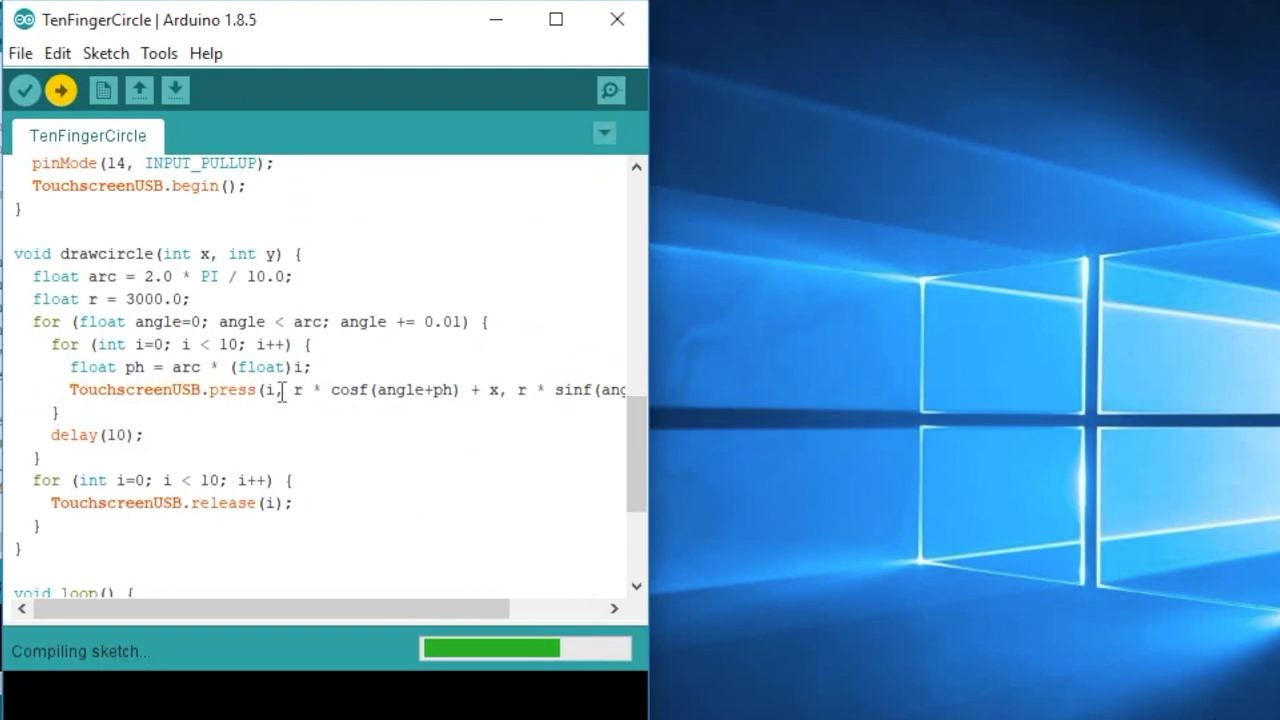 TenFingerCircle | Arduino 1.8.5
File Edit Sketch Tools Help
TenFingerCircle
pinMode(14, INPUT_PULLUP);
TouchscreenUSB.begin();
}
void drawcircle(int x, int y) {
float arc = 2.0 * PI / 10.0;
float r = 3000.0;
for (float angle=0; angle < arc; angle += 0.01) {
for (int i=0; i < 10; i++) {
float ph = arc * (float)i;
TouchscreenUSB.press(i, r * cosf(angle+ph) + x, r * sinf(ang
}
delay(10);
}
for (int i=0; i < 10; i++) {
TouchscreenUSB.release(i);
}
}
void loop() {
Compiling sketch...